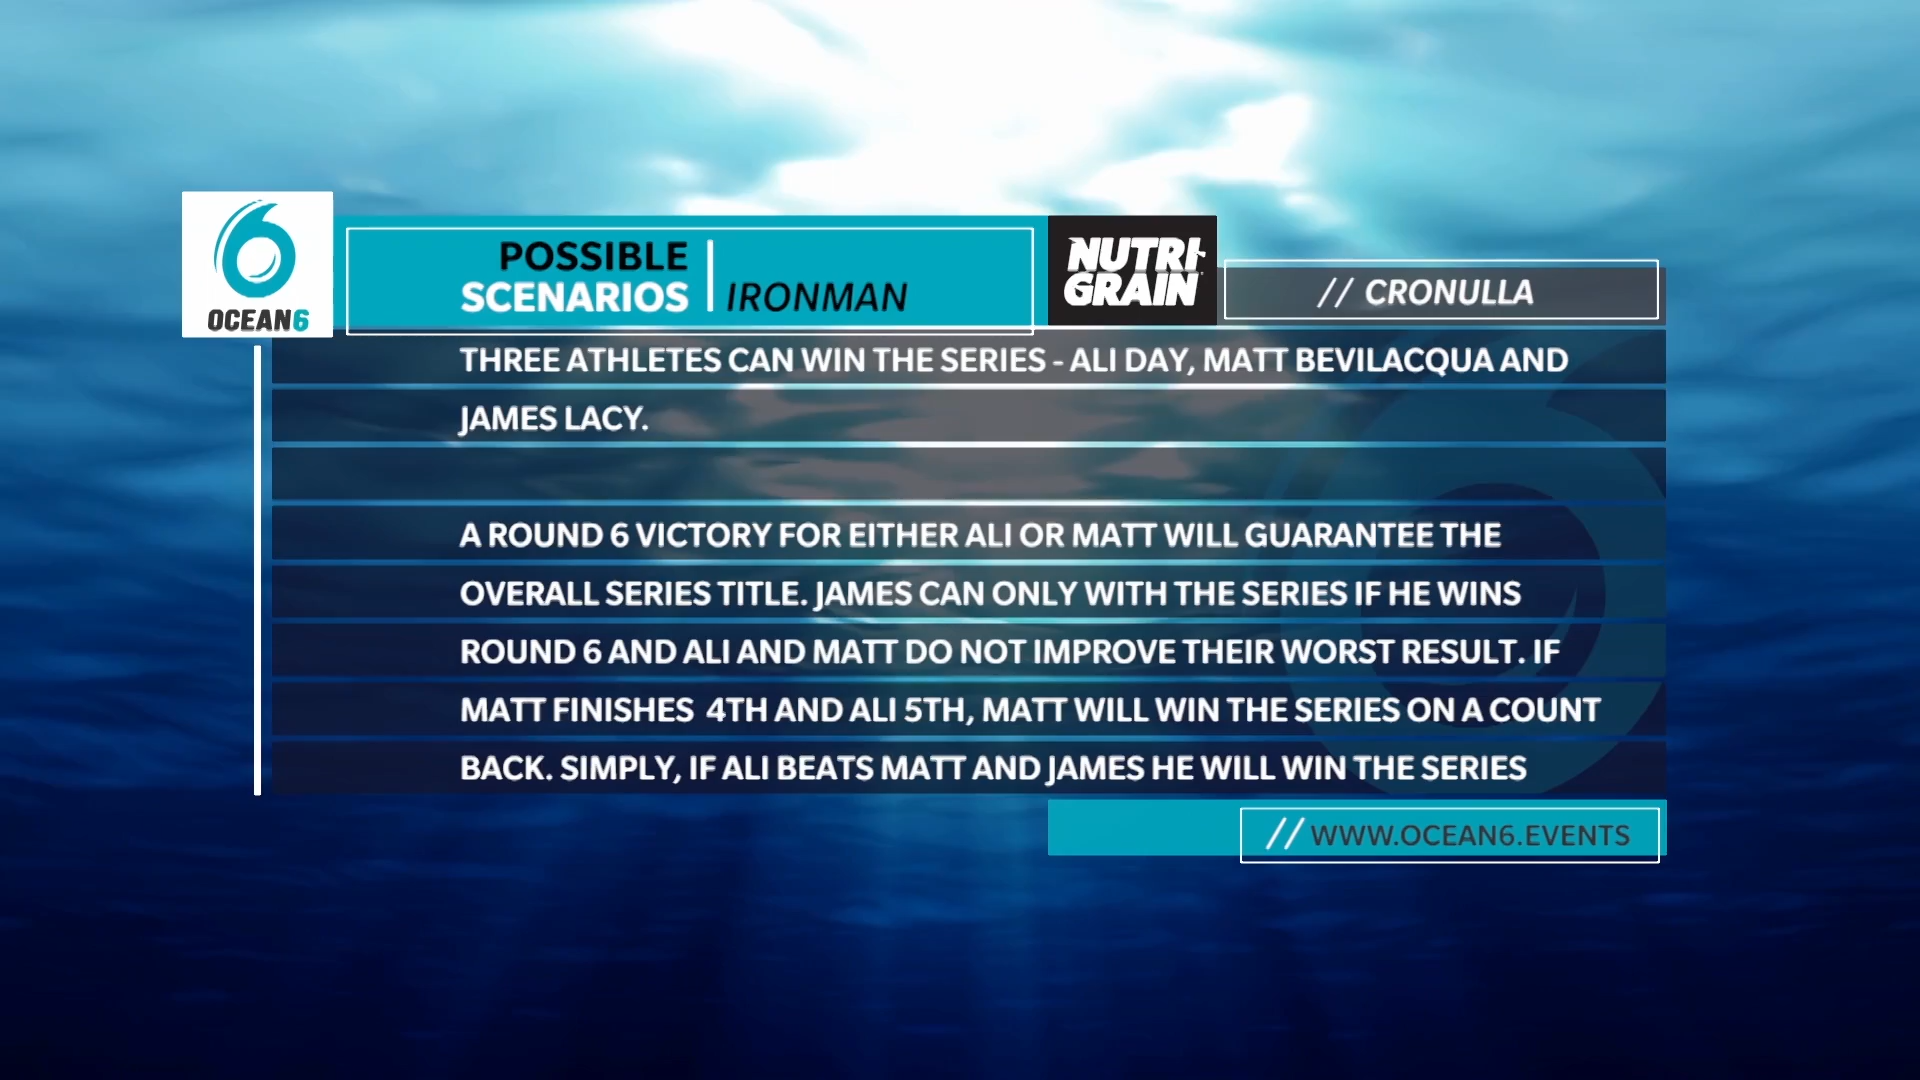 OCEAN6
POSSIBLE
SCENARIOS
IRONMAN
NUTRI-
GRAIN
// CRONULLA
THREE ATHLETES CAN WIN THE SERIES - ALI DAY, MATT BEVILACQUA AND
JAMES LACY.
A ROUND 6 VICTORY FOR EITHER ALI OR MATT WILL GUARANTEE THE
OVERALL SERIES TITLE. JAMES CAN ONLY WITH THE SERIES IF HE WINS
ROUND 6 AND ALI AND MATT DO NOT IMPROVE THEIR WORST RESULT. IF
MATT FINISHES  4TH AND ALI 5TH, MATT WILL WIN THE SERIES ON A COUNT
BACK. SIMPLY, IF ALI BEATS MATT AND JAMES HE WILL WIN THE SERIES
// WWW.OCEAN6.EVENTS